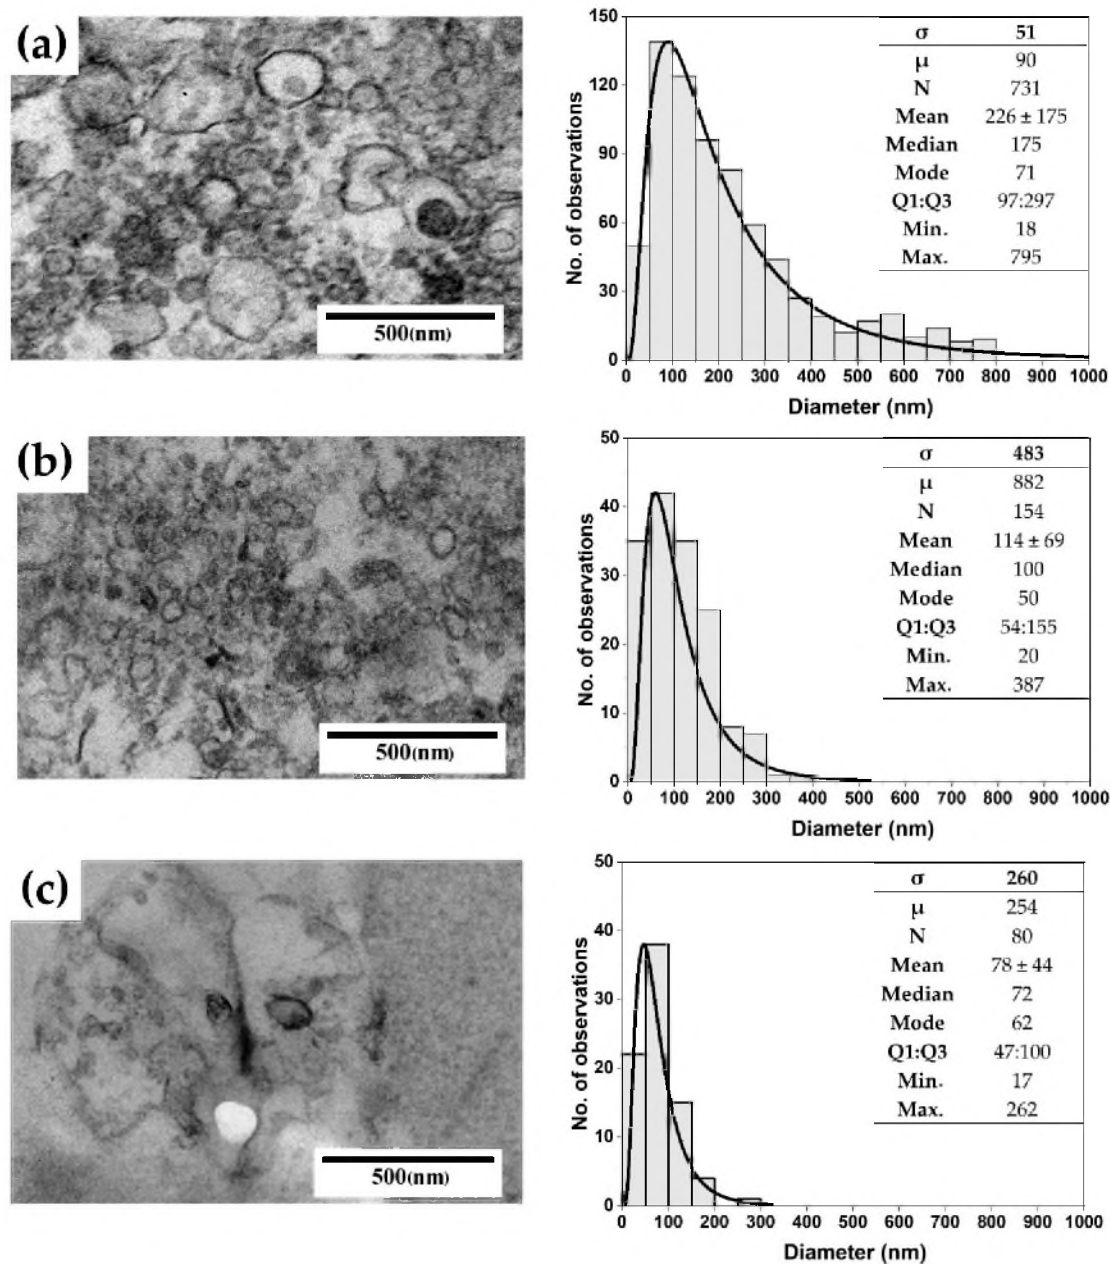 (a)
500(nm)
No. of observations
150
120
90
60
30
0
0 100 200 300 400 500 600 700 800 900 1000
Diameter (nm)
σ 51
μ 90
N 731
Mean 226 ± 175
Median 175
Mode 71
Q1:Q3 97:297
Min. 18
Max. 795
(b)
500(nm)
No. of observations
50
40
30
20
10
0
0 100 200 300 400 500 600 700 800 900 1000
Diameter (nm)
σ 483
μ 882
N 154
Mean 114 ± 69
Median 100
Mode 50
Q1:Q3 54:155
Min. 20
Max. 387
(c)
500(nm)
No. of observations
50
40
30
20
10
0
0 100 200 300 400 500 600 700 800 900 1000
Diameter (nm)
σ 260
μ 254
N 80
Mean 78 ± 44
Median 72
Mode 62
Q1:Q3 47:100
Min. 17
Max. 262